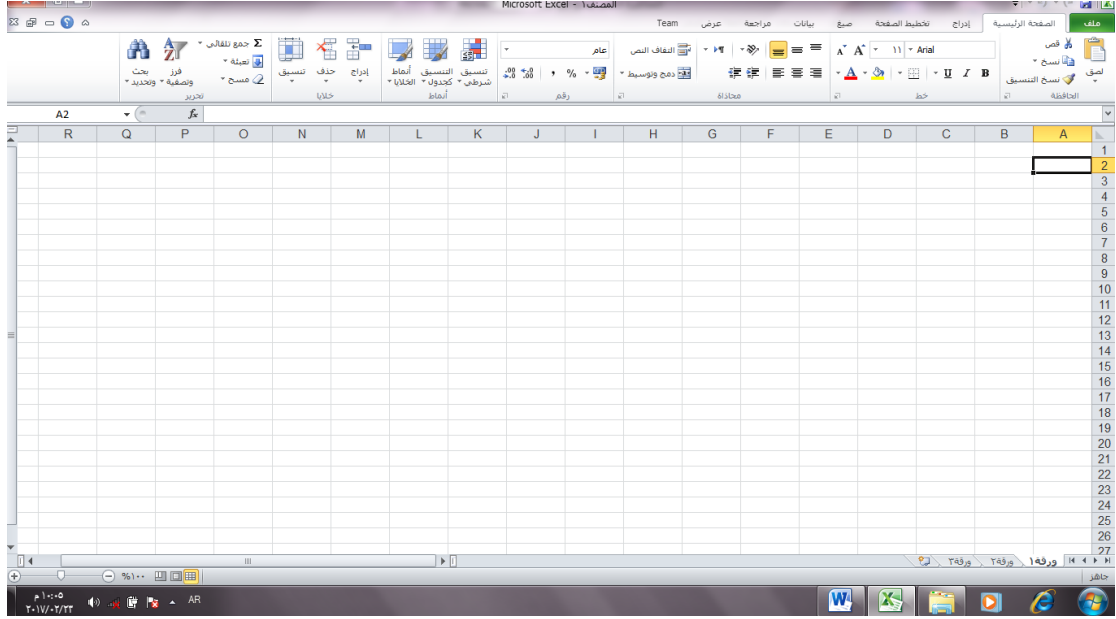 المصنف١ - Microsoft Excel
ملف الصفحة الرئيسية إدراج تخطيط الصفحة صيغ بيانات مراجعة عرض Team
لصق
قص
نسخ
نسخ التنسيق
الحافظة
Arial ١١
B I U
خط
التفاف النص
دمج وتوسيط
محاذاة
عام
%
رقم
تنسيق شرطي
التنسيق كجدول
أنماط الخلايا
أنماط
إدراج
حذف
تنسيق
خلايا
Σ جمع تلقائي
تعبئة
مسح
فرز وتصفية
بحث وتحديد
تحرير
A2 fx
A B C D E F G H I J K L M N O P Q R
1
2
3
4
5
6
7
8
9
10
11
12
13
14
15
16
17
18
19
20
21
22
23
24
25
26
27
ورقة١ ورقة٢ ورقة٣
جاهز
%١٠٠
AR
١٠:٠٥ م
٢٠١٧/٠٢/٢٣